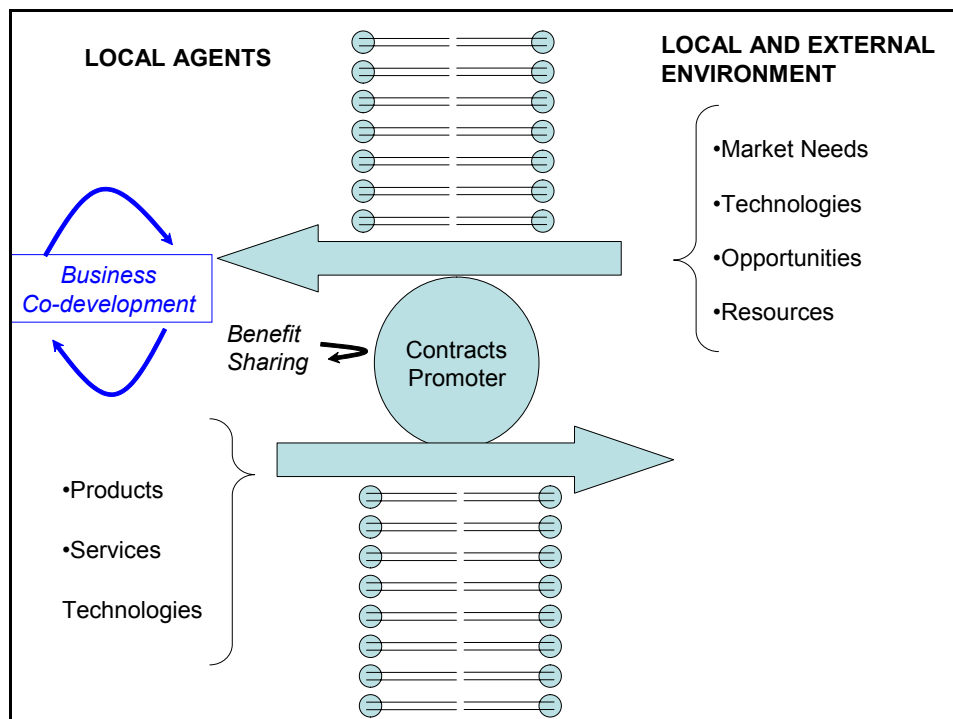 LOCAL AGENTS
LOCAL AND EXTERNAL
ENVIRONMENT
•Market Needs
•Technologies
•Opportunities
•Resources
Business
Co-development
Benefit
Sharing
Contracts
Promoter
•Products
•Services
Technologies